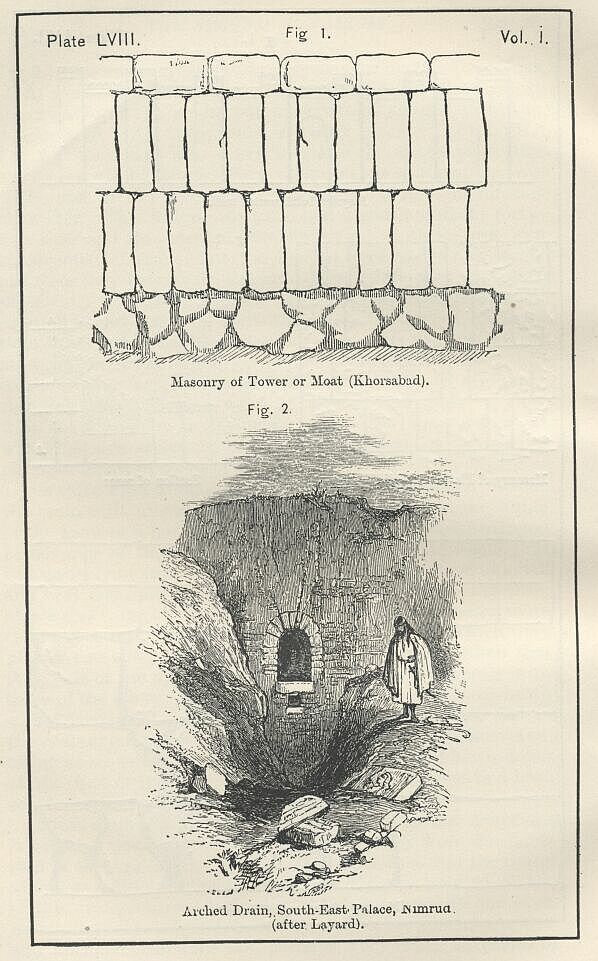 Plate LVIII.
Fig 1.
Vol. I.
Masonry of Tower or Moat (Khorsabad).
Fig. 2.
Arched Drain, South-East Palace, Nimrud.
(after Layard).